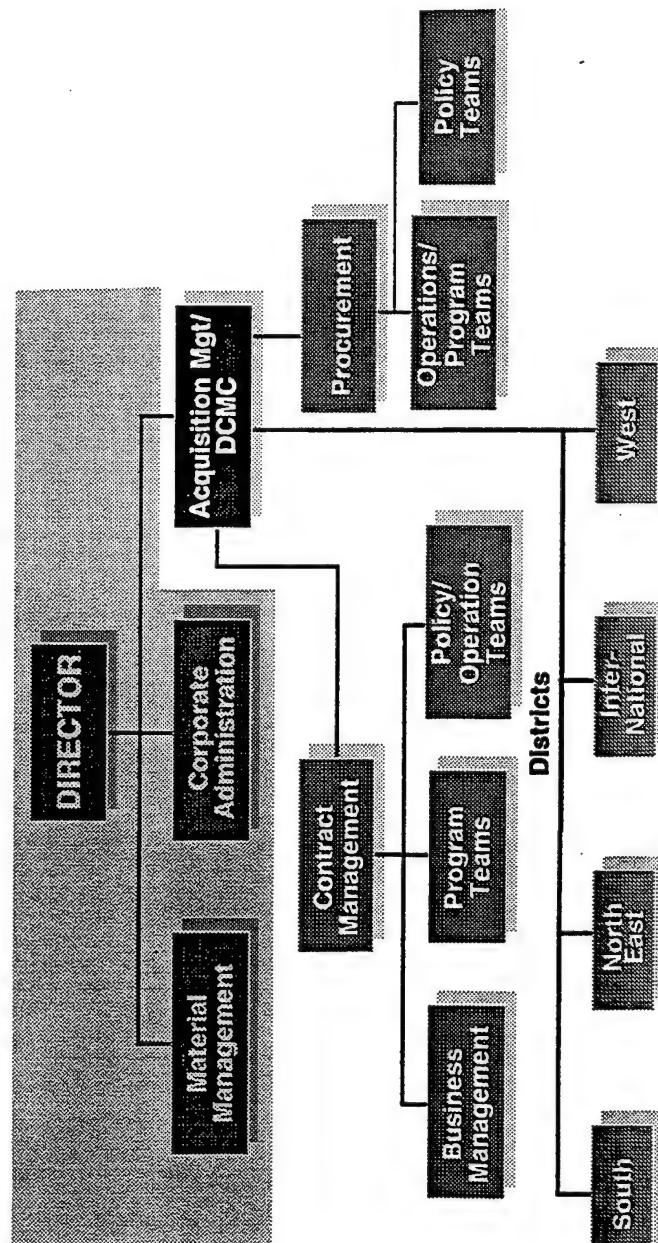 DIRECTOR
Material
Management
Corporate
Administration
Acquisition Mgt/
DCMC
Contract
Management
Procurement
Business
Management
Program
Teams
Policy/
Operation
Teams
Operations/
Program
Teams
Policy
Teams
Districts
South
North
East
Inter-
National
West